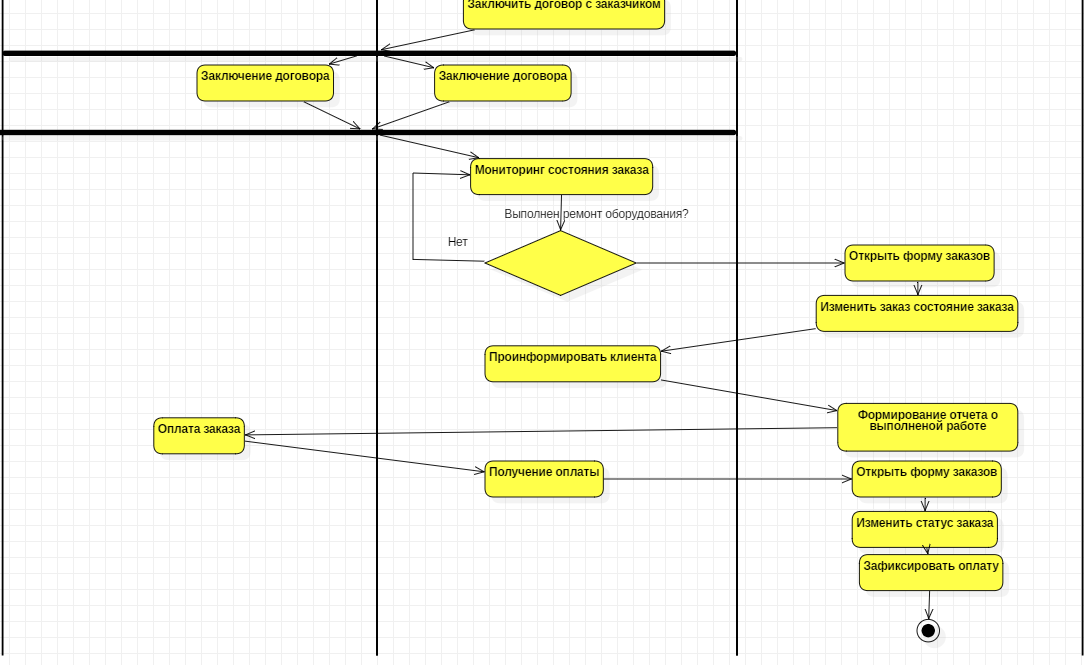 Заключить договор с заказчиком
Заключение договора
Заключение договора
Мониторинг состояния заказа
Выполнен ремонт оборудования?
Нет
Открыть форму заказов
Изменить заказ состояние заказа
Проинформировать клиента
Формирование отчета о
выполненой работе
Оплата заказа
Получение оплаты
Открыть форму заказов
Изменить статус заказа
Зафиксировать оплату